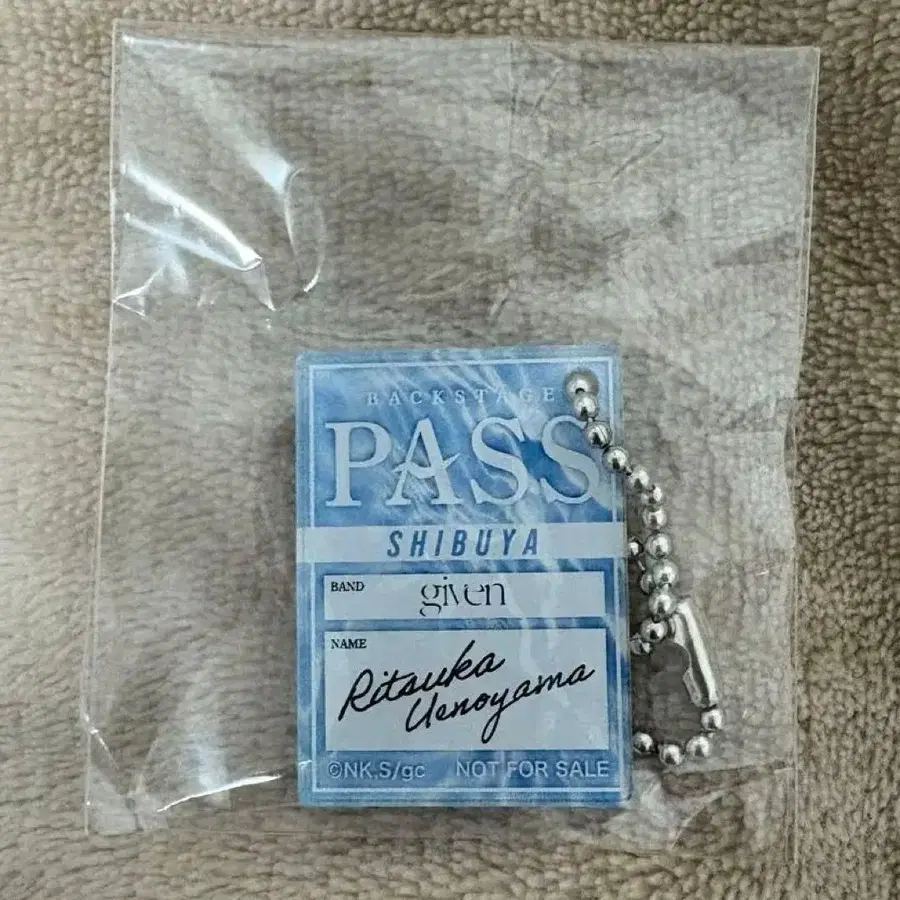 BACKSTAGE
PASS
SHIBUYA
BAND given
NAME
Ritsuka
Uenoyama
©NK.S/gc NOT FOR SALE